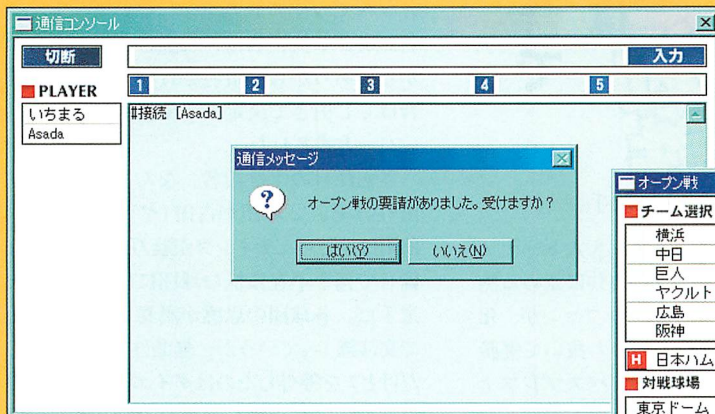 通信コンソール
切断
入力
PLAYER
1 2 3 4 5
いちまる
Asada
#接続 [Asada]
通信メッセージ
オープン戦の要請がありました。受けますか?
はい(Y) いいえ(N)
オープン戦
チーム選択
横浜
中日
巨人
ヤクルト
広島
阪神
H 日本ハム
対戦球場
東京ドーム